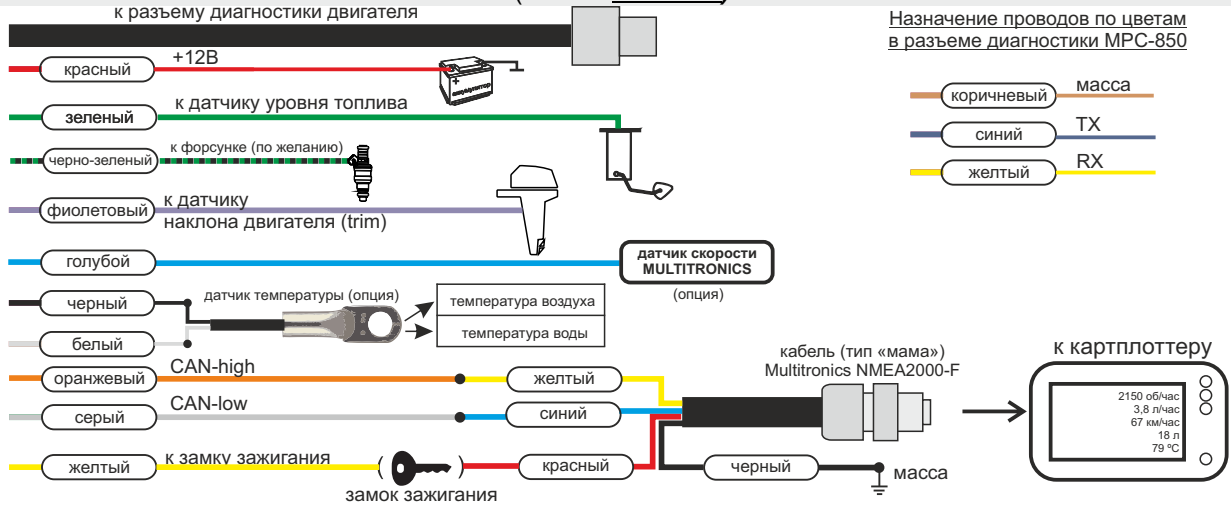 к разъему диагностики двигателя
Назначение проводов по цветам
в разъеме диагностики МРС-850
красный
+12В
аккумулятор
коричневый
масса
зеленый
к датчику уровня топлива
синий
TX
черно-зеленый
к форсунке (по желанию)
желтый
RX
фиолетовый
к датчику
наклона двигателя (trim)
голубой
датчик скорости
MULTITRONICS
(опция)
черный
датчик температуры (опция)
температура воздуха
белый
температура воды
оранжевый
CAN-high
желтый
кабель (тип «мама»)
Multitronics NMEA2000-F
к картплоттеру
серый
CAN-low
синий
2150 об/час
3,8 л/час
67 км/час
18 л
79 ºC
желтый
к замку зажигания
замок зажигания
красный
черный
масса